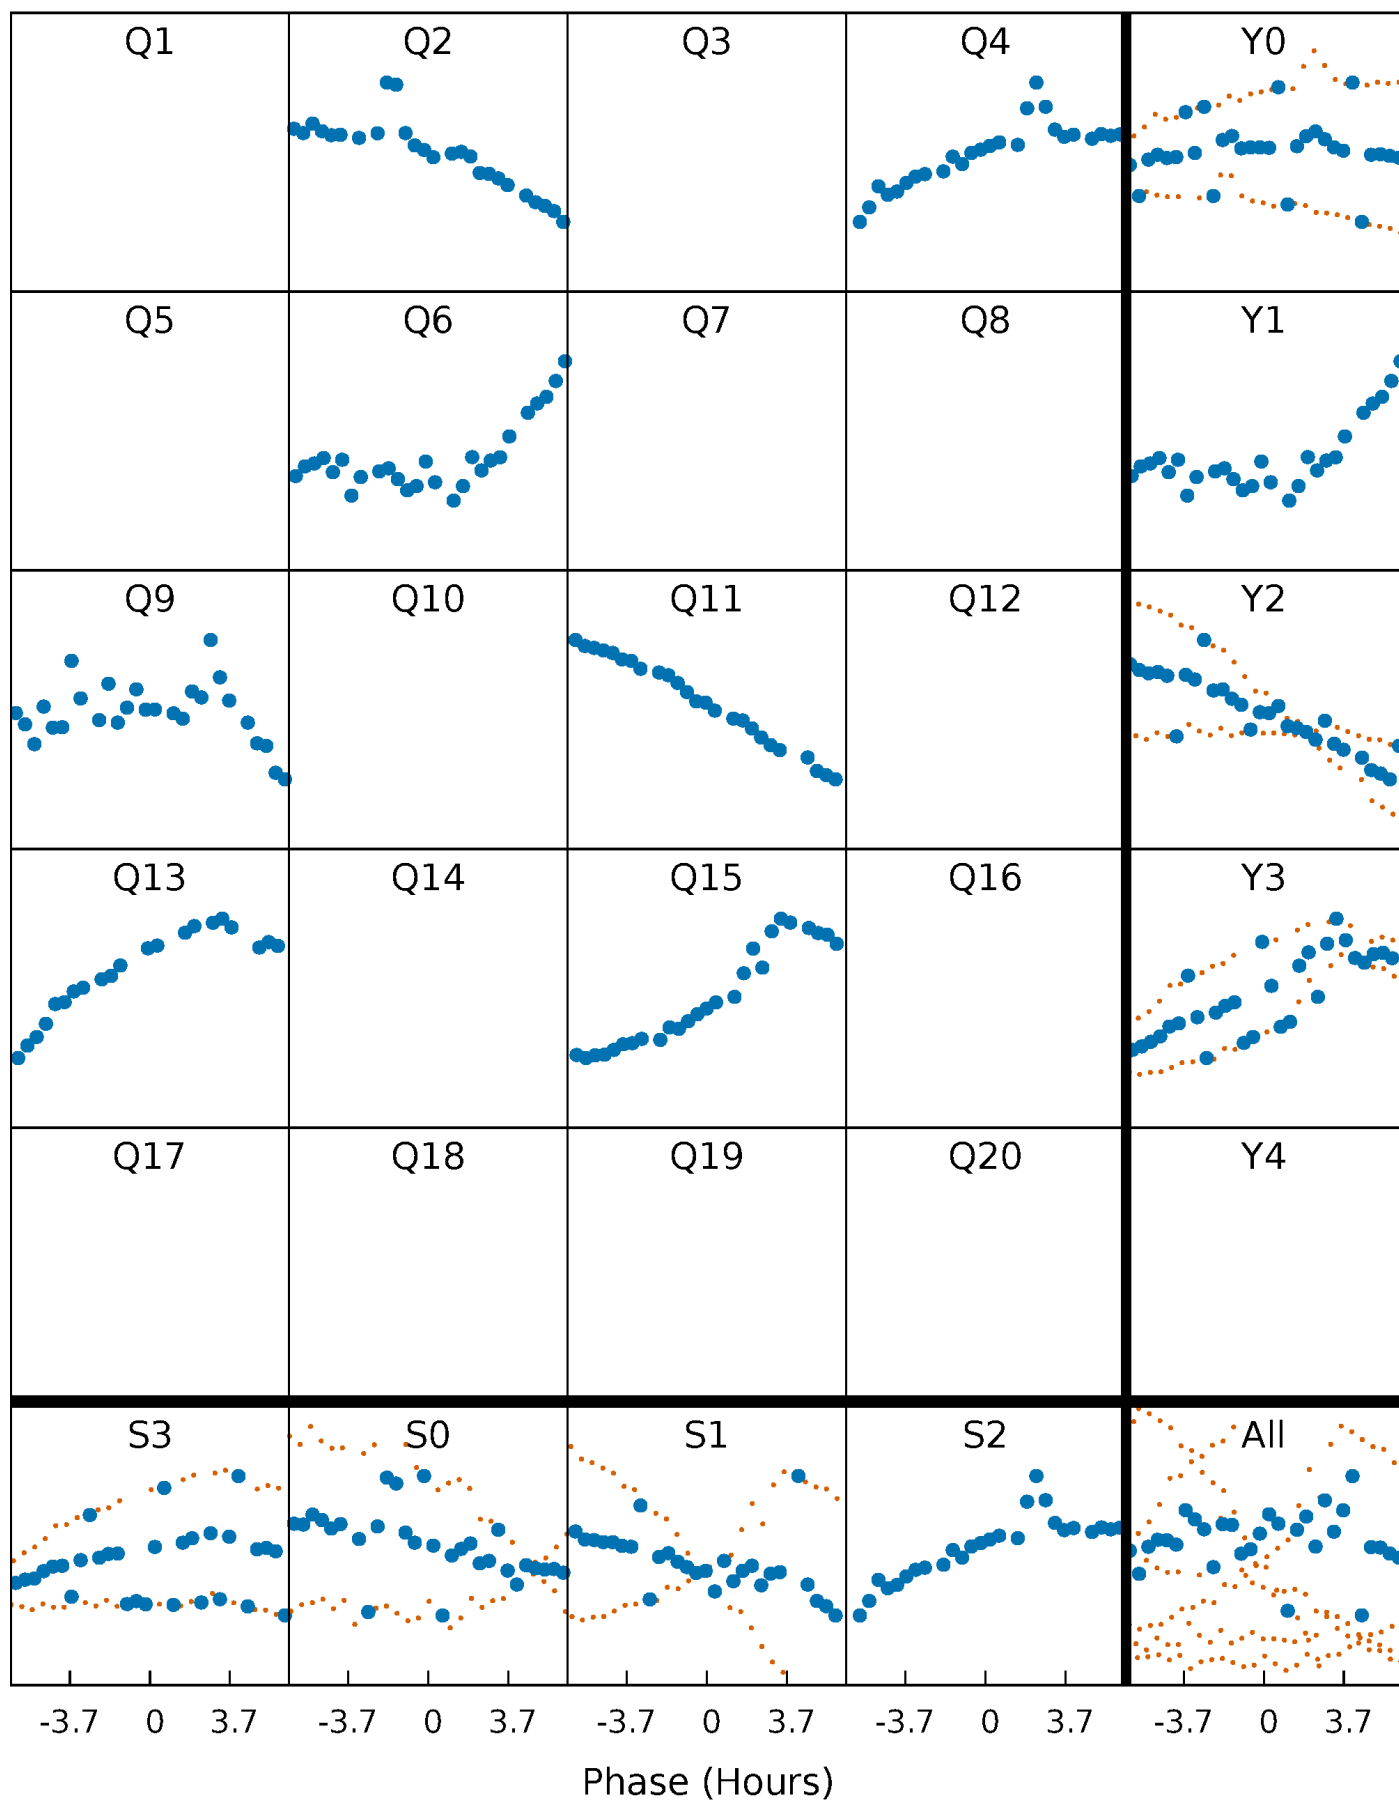 Q1 Q2 Q3 Q4 Y0
Q5 Q6 Q7 Q8 Y1
Q9 Q10 Q11 Q12 Y2
Q13 Q14 Q15 Q16 Y3
Q17 Q18 Q19 Q20 Y4
S3 S0 S1 S2 All
-3.7 0 3.7 -3.7 0 3.7 -3.7 0 3.7 -3.7 0 3.7 -3.7 0 3.7
Phase (Hours)